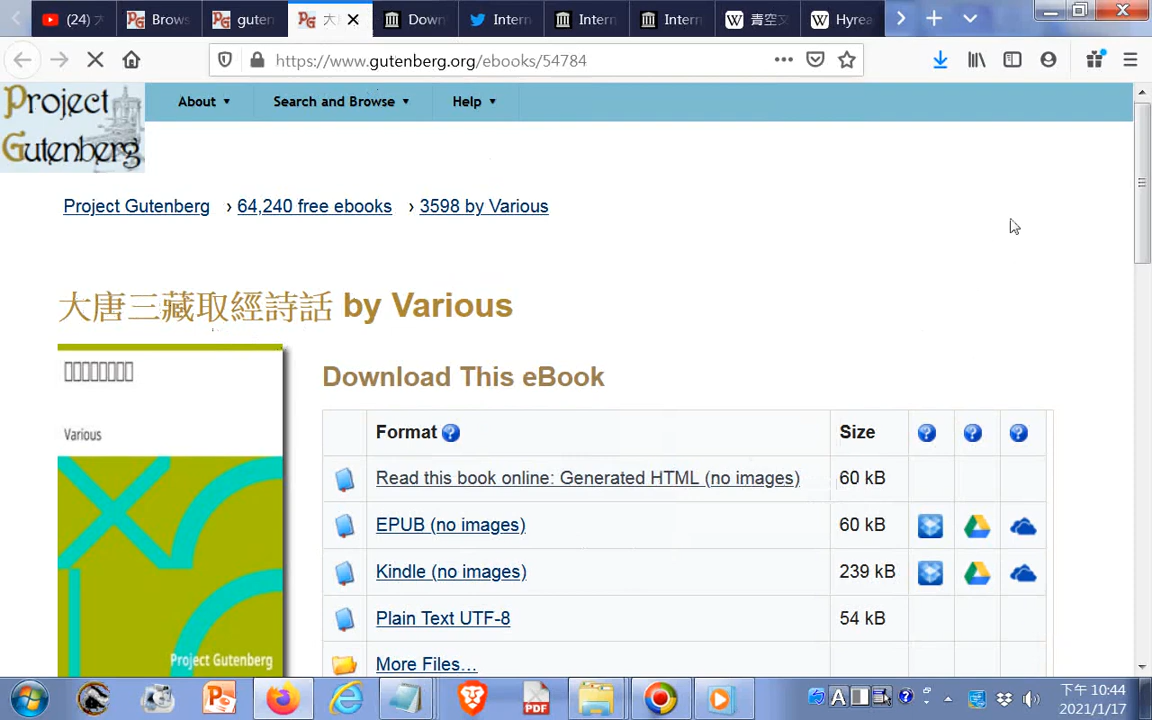 (24)
Brows
guten
大
Down
Intern
Intern
Intern
青空文
Hyrea
https://www.gutenberg.org/ebooks/54784
Project
Gutenberg
About
Search and Browse
Help
Project Gutenberg › 64,240 free ebooks › 3598 by Various
大唐三藏取經詩話 by Various
Various
Project Gutenberg
Download This eBook
Format ? Size ? ? ?
Read this book online: Generated HTML (no images) 60 kB
EPUB (no images) 60 kB
Kindle (no images) 239 kB
Plain Text UTF-8 54 kB
More Files…
PDF
A
下午 10:44
2021/1/17